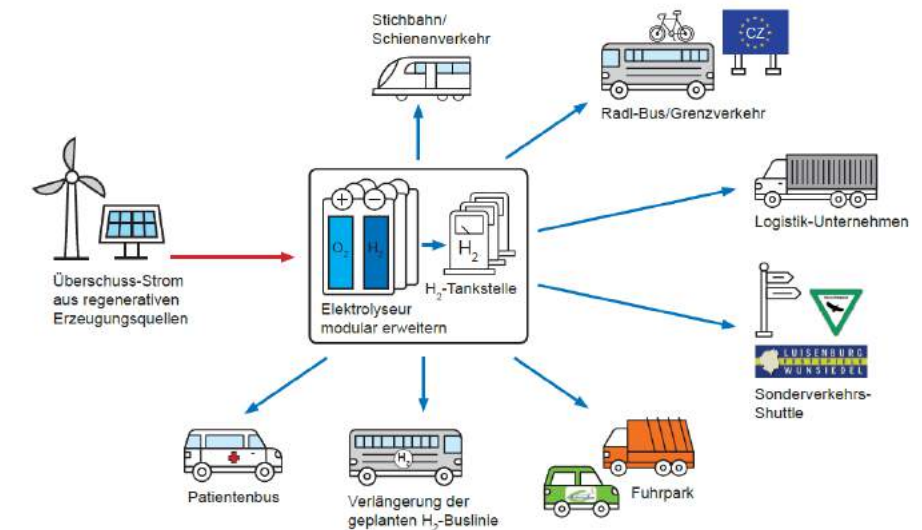 Stichbahn/
Schienenverkehr
CZ
Radl-Bus/Grenzverkehr
Überschuss-Strom
aus regenerativen
Erzeugungsquellen
+ −
O₂ H₂
H₂
H₂-Tankstelle
Elektrolyseur
modular erweitern
Logistik-Unternehmen
LUISENBURG
FESTSPIELE
WUNSIEDEL
Sonderverkehrs-
Shuttle
Patientenbus
H₂
Verlängerung der
geplanten H₂-Buslinie
Fuhrpark